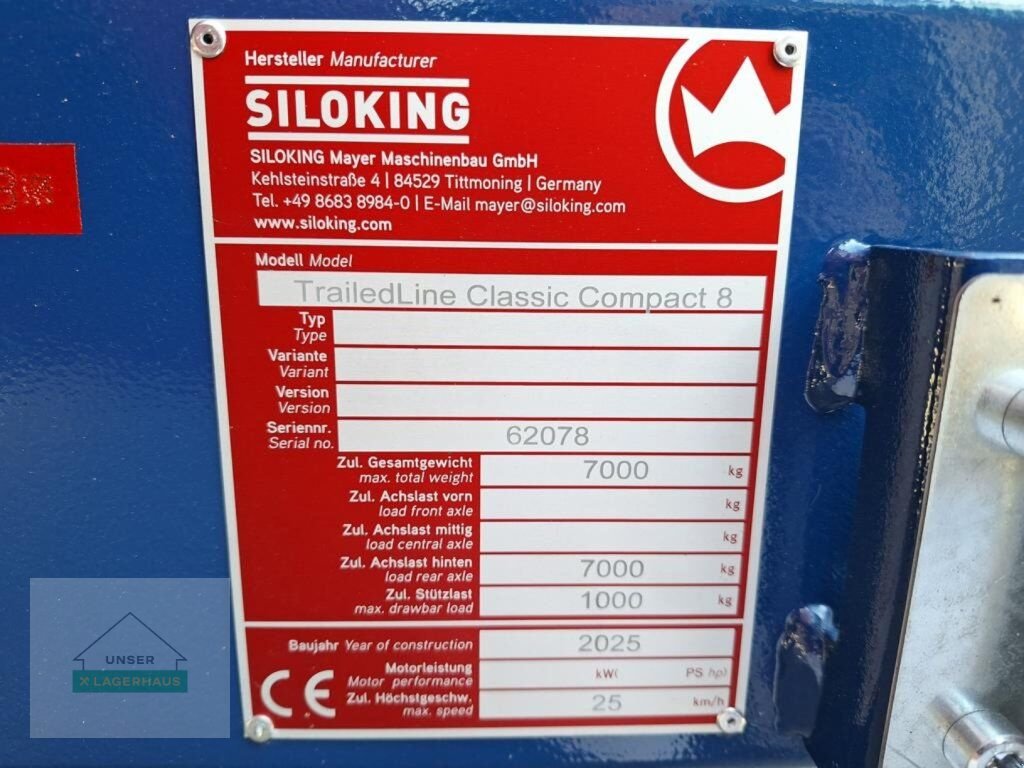 Hersteller Manufacturer
SILOKING
SILOKING Mayer Maschinenbau GmbH
Kehlsteinstraße 4 | 84529 Tittmoning | Germany
Tel. +49 8683 8984-0 | E-Mail mayer@siloking.com
www.siloking.com
Modell Model
TrailedLine Classic Compact 8
Typ
Type
Variante
Variant
Version
Version
Seriennr.
Serial no.
62078
Zul. Gesamtgewicht
max. total weight
7000 kg
Zul. Achslast vorn
load front axle
kg
Zul. Achslast mittig
load central axle
kg
Zul. Achslast hinten
load rear axle
7000 kg
Zul. Stützlast
max. drawbar load
1000 kg
Baujahr Year of construction 2025
Motorleistung
Motor performance
kW( PS hp)
Zul. Höchstgeschw.
max. speed
25 km/h
CE
UNSER
X LAGERHAUS